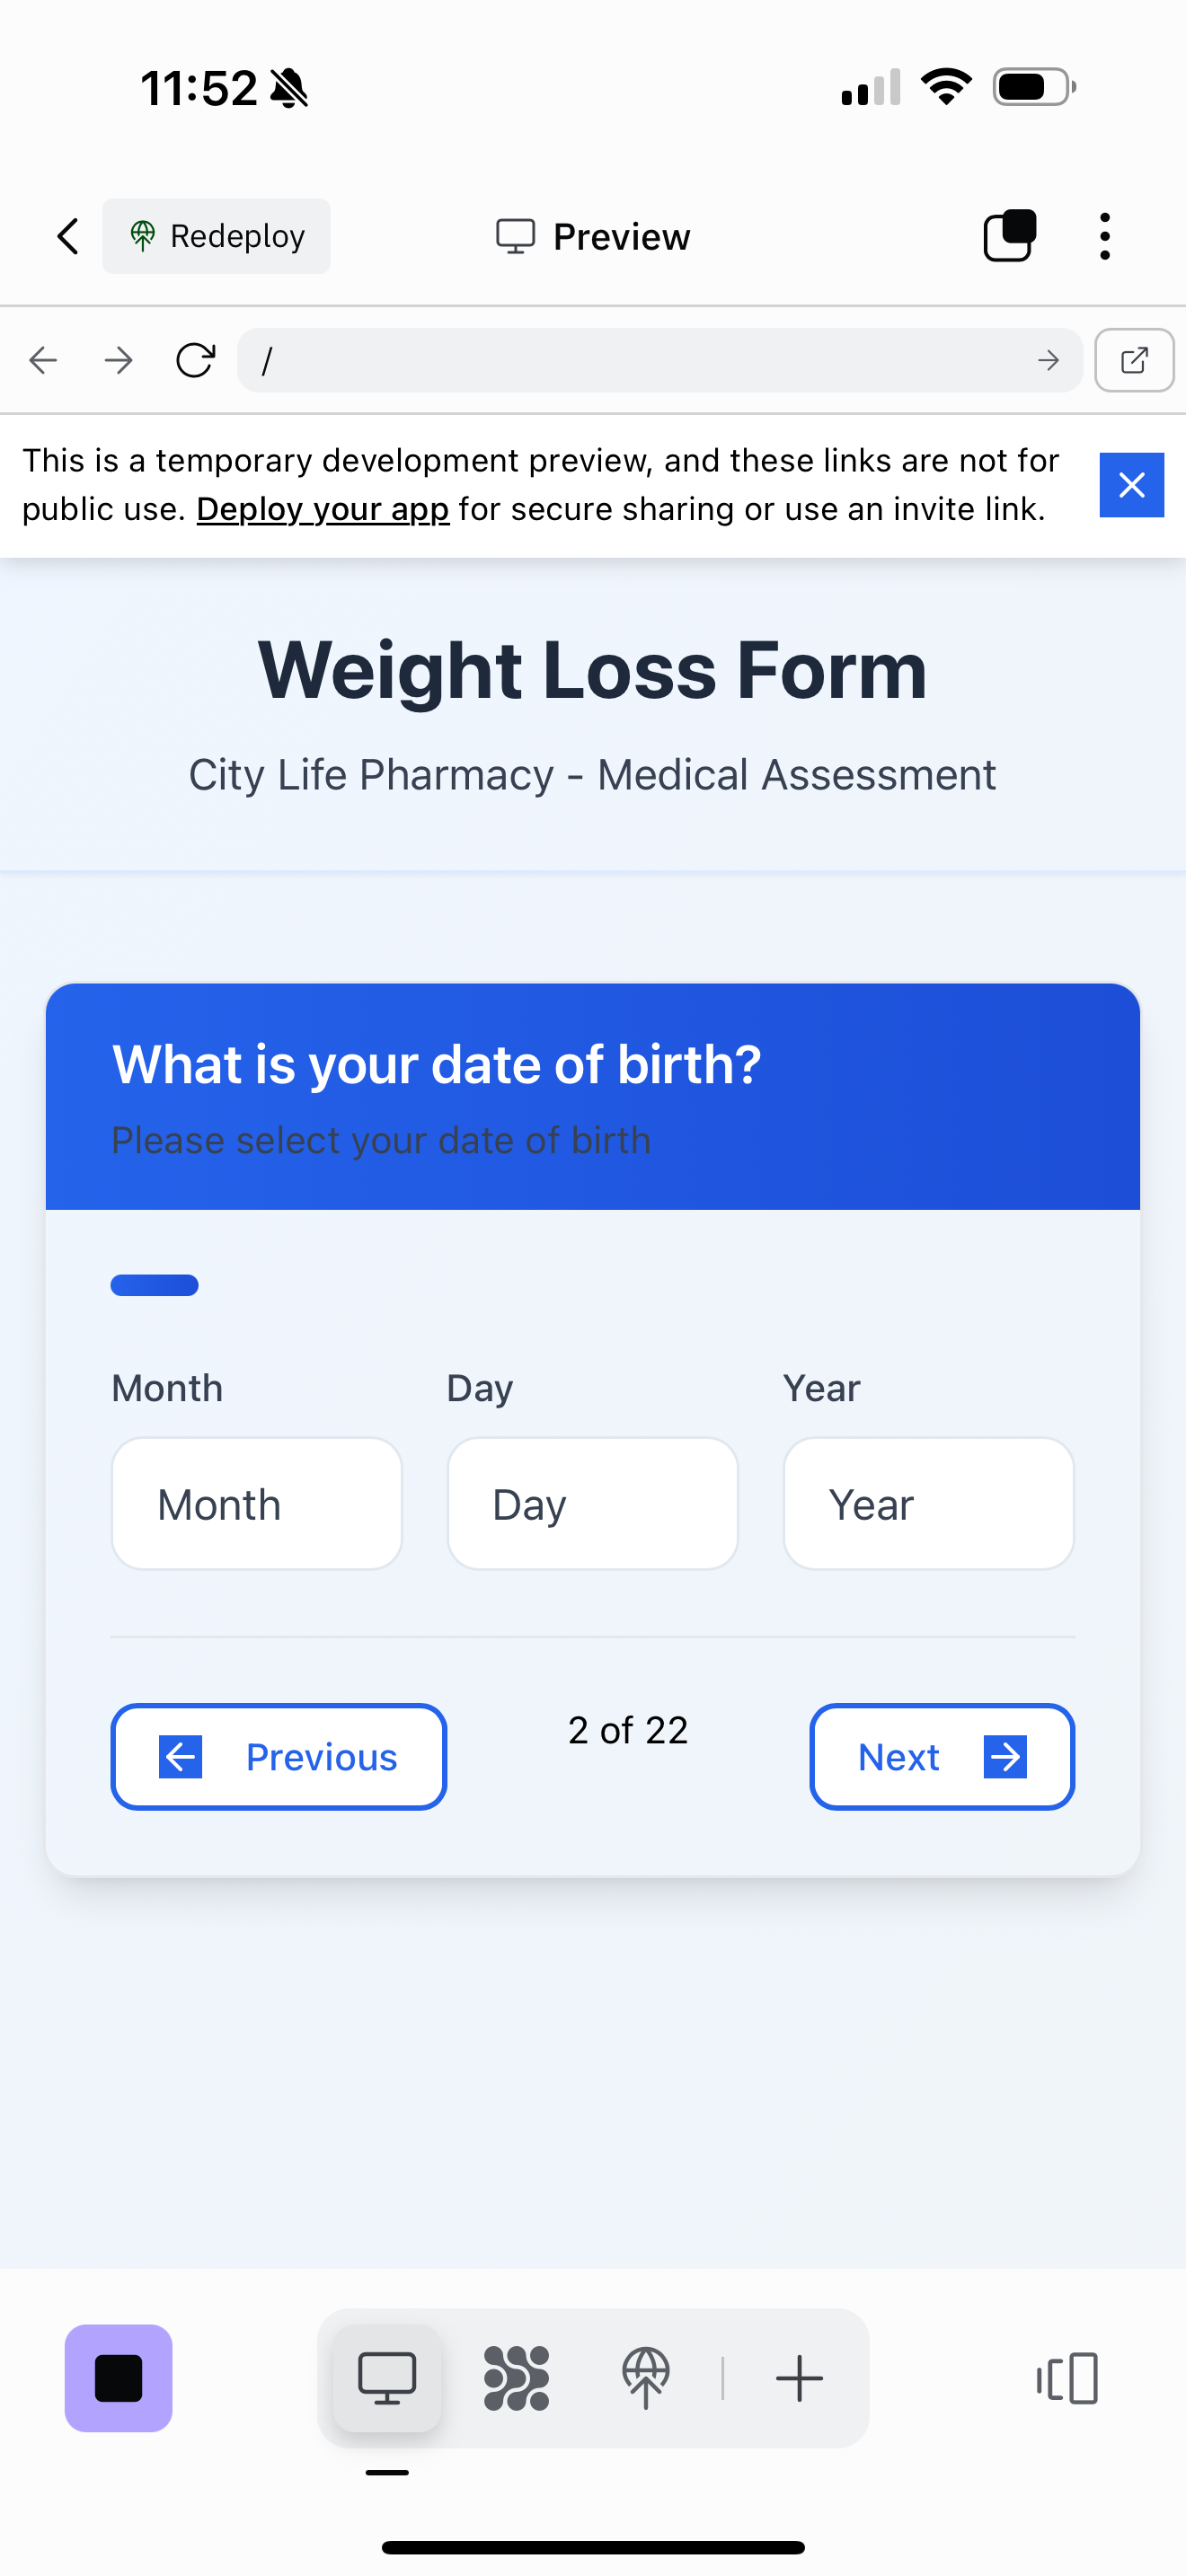 11:52
Redeploy
Preview
/
This is a temporary development preview, and these links are not for
public use. Deploy your app for secure sharing or use an invite link.
Weight Loss Form
City Life Pharmacy - Medical Assessment
What is your date of birth?
Please select your date of birth
Month Day Year
Month Day Year
Previous 2 of 22 Next